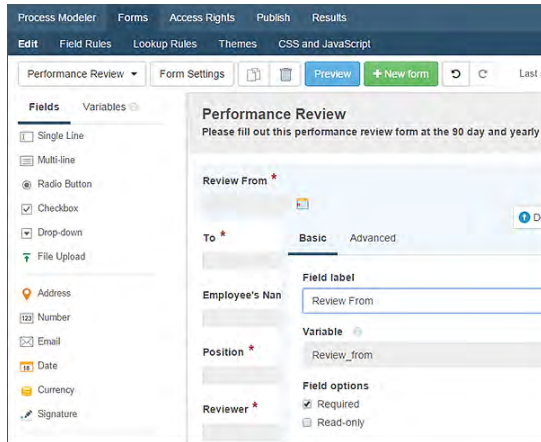 Process Modeler Forms Access Rights Publish Results
Edit Field Rules Lookup Rules Themes CSS and JavaScript
Performance Review Form Settings Preview + New form Last
Fields Variables
Single Line
Multi-line
Radio Button
Checkbox
Drop-down
File Upload
Address
123 Number
Email
18 Date
Currency
Signature
Performance Review
Please fill out this performance review form at the 90 day and yearly
Review From *
D
To *
Basic Advanced
Field label
Review From
Employee's Nan
Variable
Review_from
Position *
Field options
Required
Reviewer *
Read-only